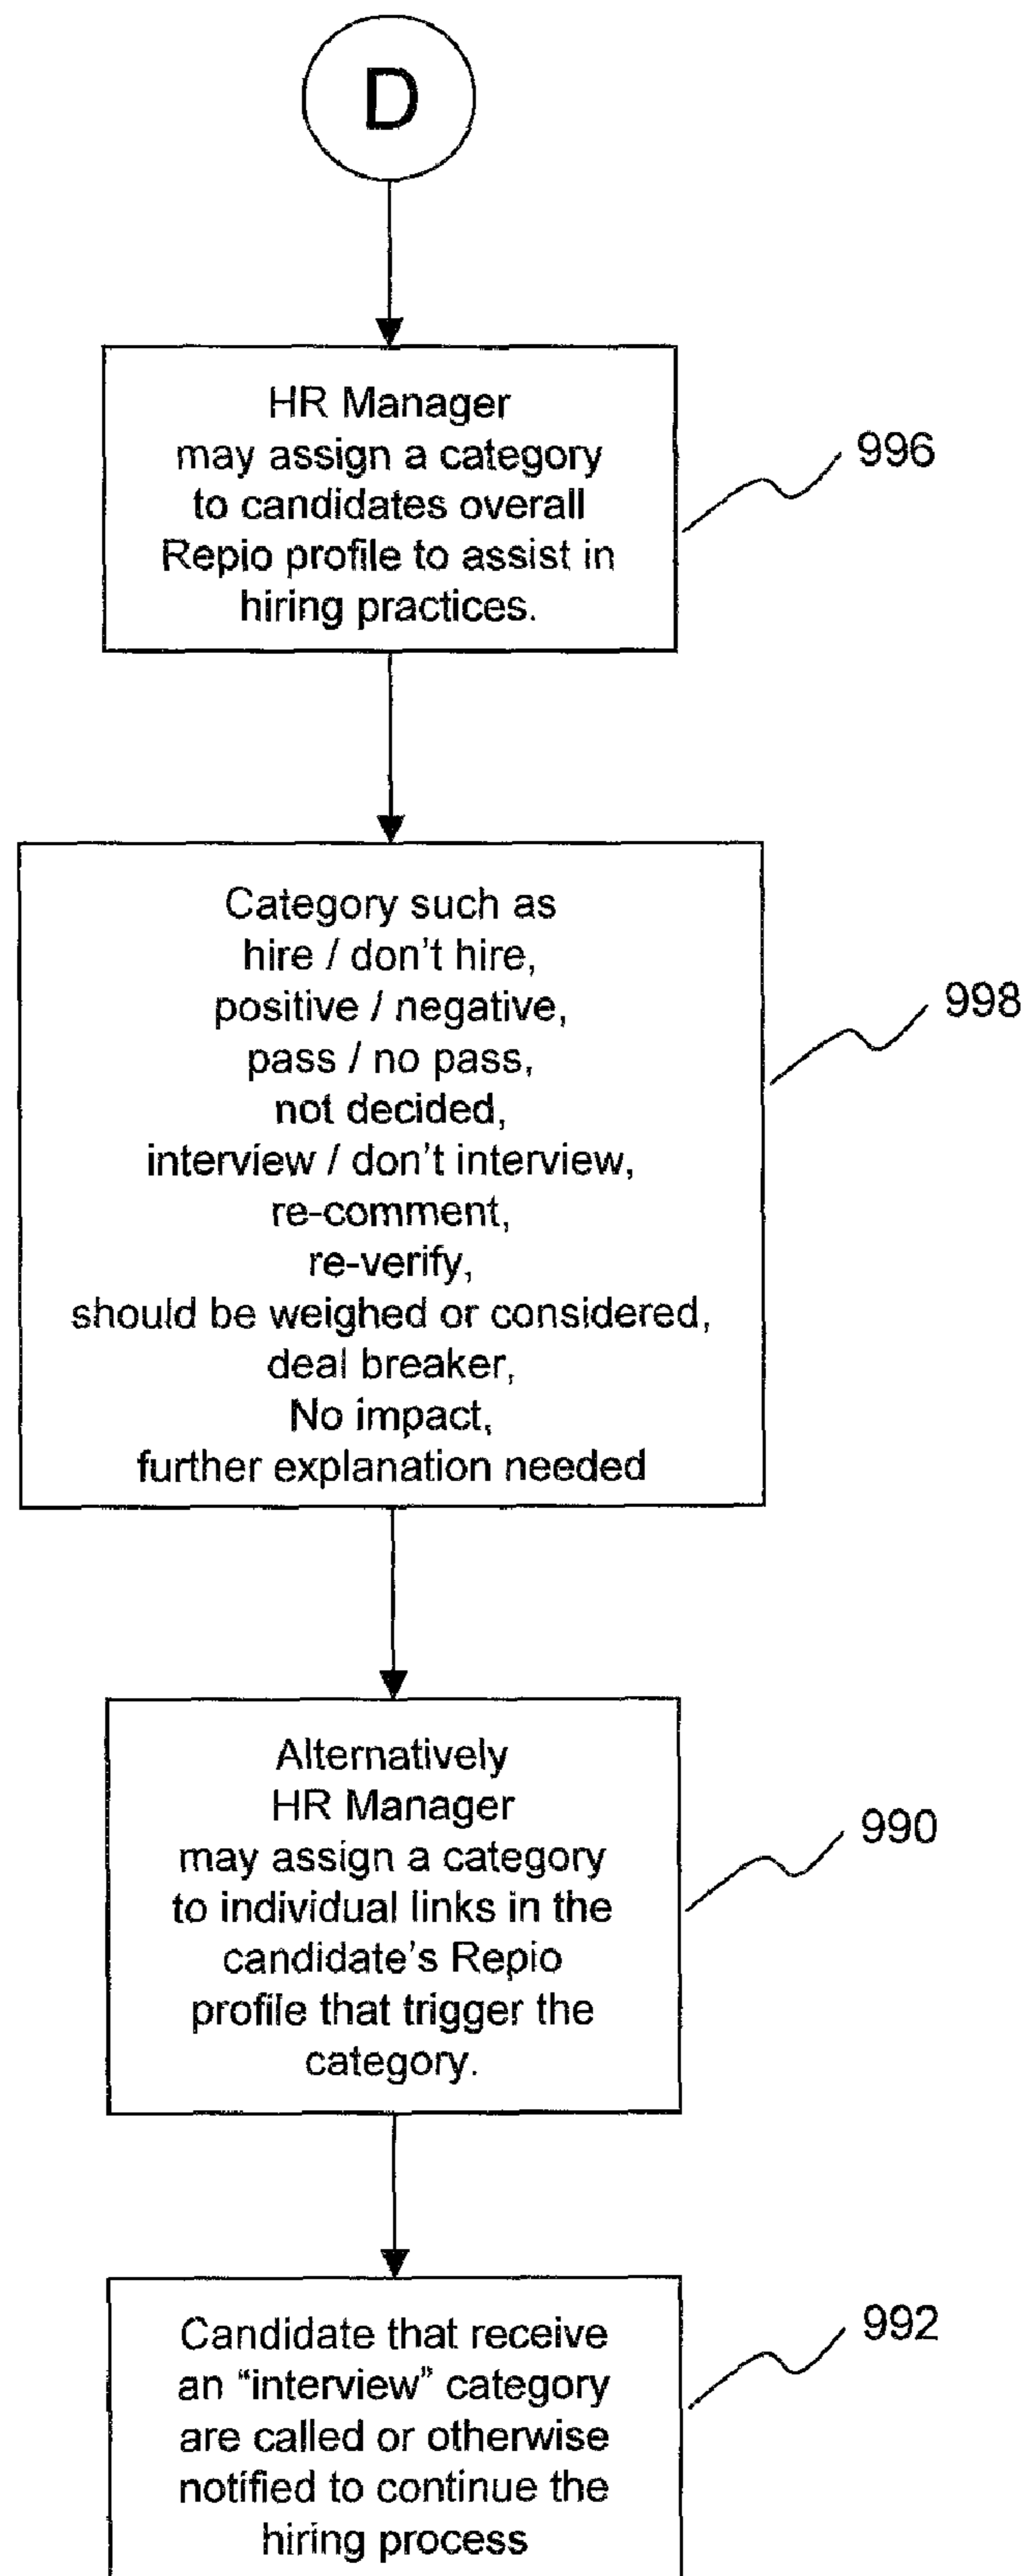 D
HR Manager
may assign a category
to candidates overall
Repio profile to assist in
hiring practices.
996
Category such as
hire / don't hire,
positive / negative,
pass / no pass,
not decided,
interview / don't interview,
re-comment,
re-verify,
should be weighed or considered,
deal breaker,
No impact,
further explanation needed
998
Alternatively
HR Manager
may assign a category
to individual links in the
candidate's Repio
profile that trigger the
category.
990
Candidate that receive
an "interview" category
are called or otherwise
notified to continue the
hiring process
992